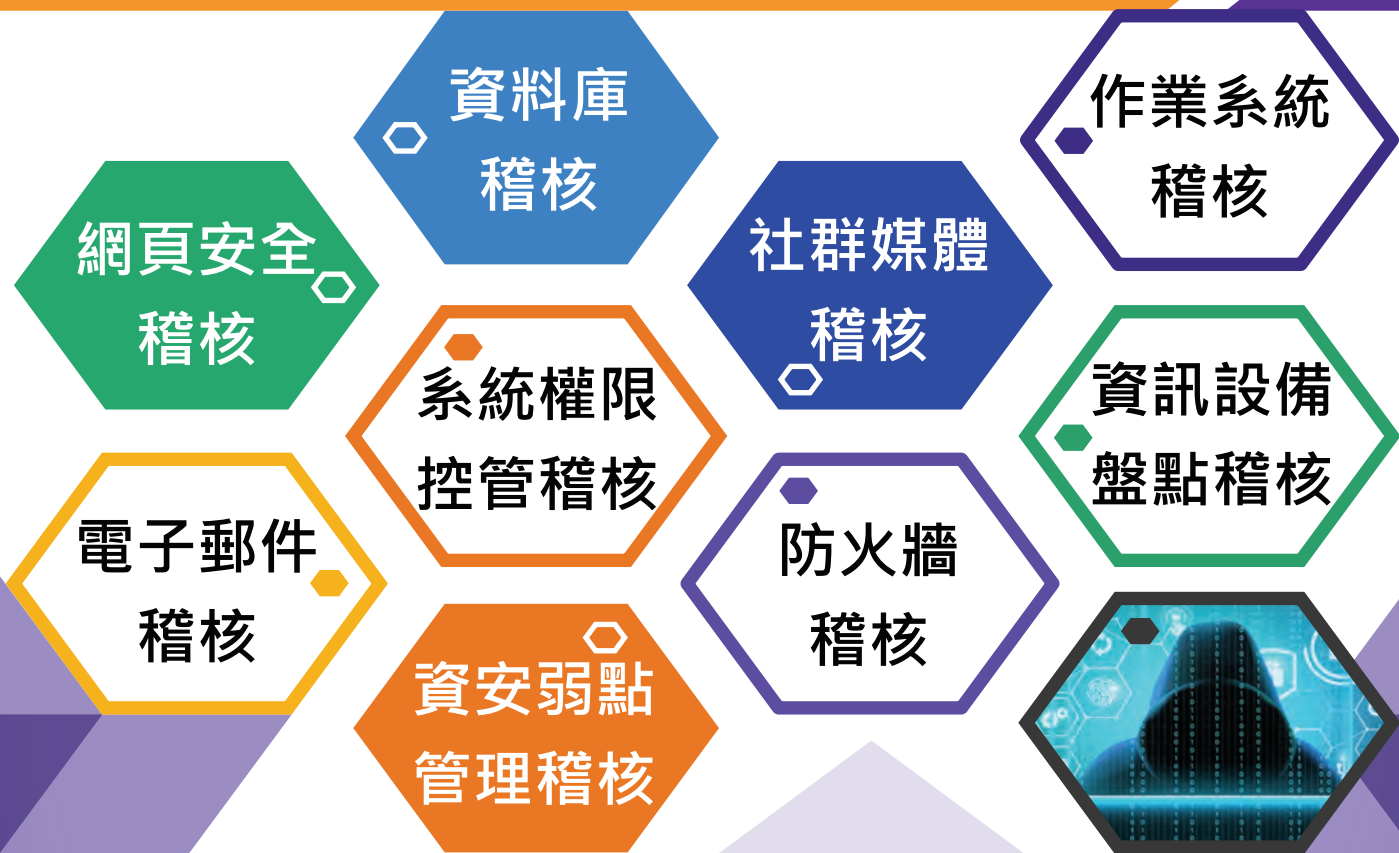 資料庫
稽核
作業系統
稽核
網頁安全
稽核
社群媒體
稽核
系統權限
控管稽核
資訊設備
盤點稽核
電子郵件
稽核
防火牆
稽核
資安弱點
管理稽核